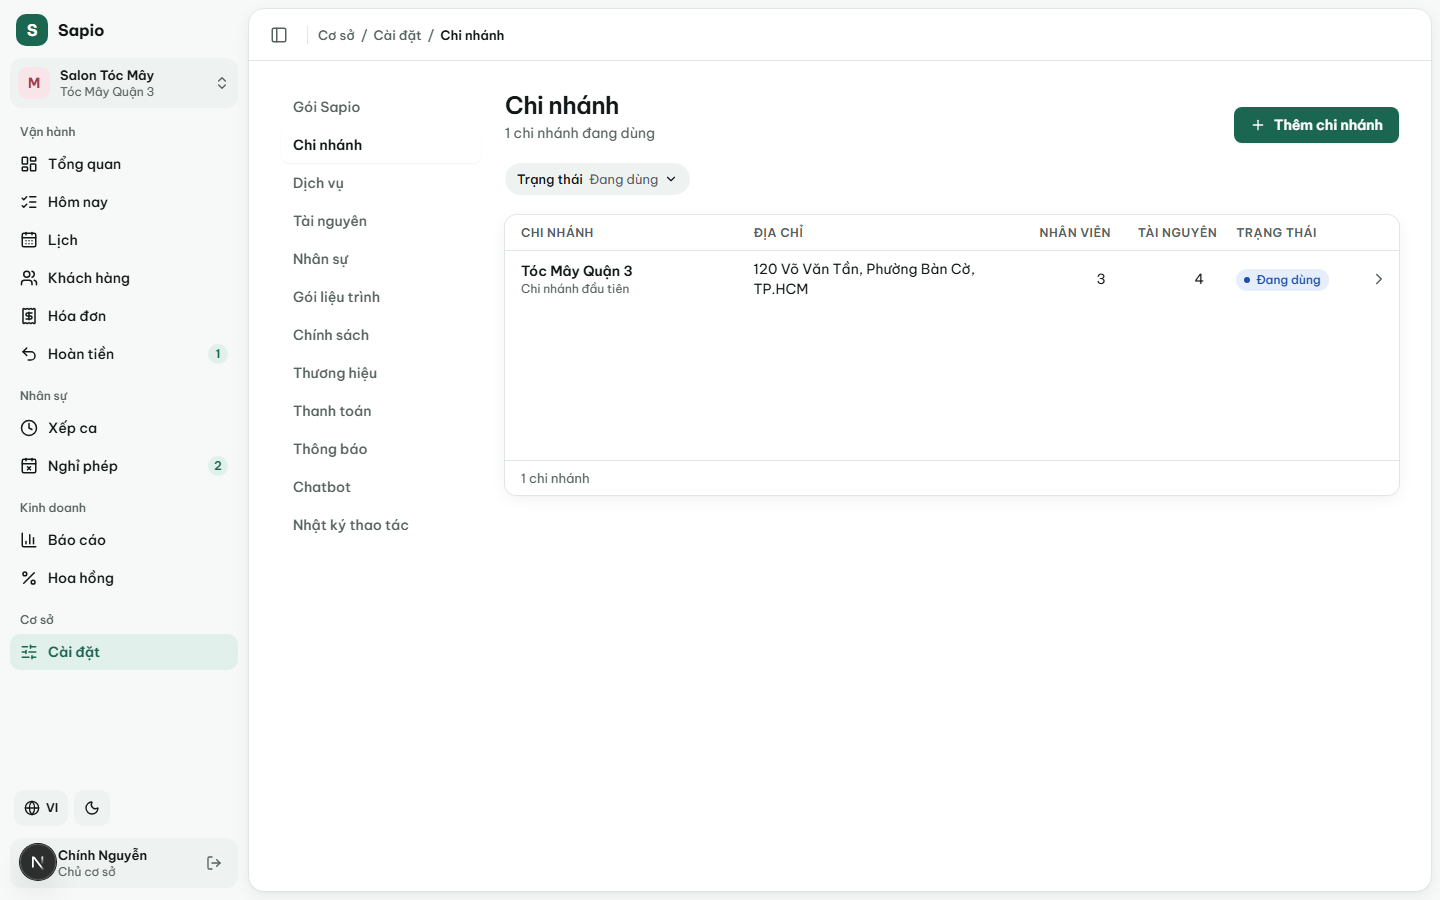 S Sapio
M Salon Tóc Mây
Tóc Mây Quận 3
Vận hành
Tổng quan
Hôm nay
Lịch
Khách hàng
Hóa đơn
Hoàn tiền 1
Nhân sự
Xếp ca
Nghỉ phép 2
Kinh doanh
Báo cáo
Hoa hồng
Cơ sở
Cài đặt
VI
N Chính Nguyễn
Chủ cơ sở
Cơ sở / Cài đặt / Chi nhánh
Gói Sapio
Chi nhánh
Dịch vụ
Tài nguyên
Nhân sự
Gói liệu trình
Chính sách
Thương hiệu
Thanh toán
Thông báo
Chatbot
Nhật ký thao tác
Chi nhánh
1 chi nhánh đang dùng
+ Thêm chi nhánh
Trạng thái Đang dùng
CHI NHÁNH ĐỊA CHỈ NHÂN VIÊN TÀI NGUYÊN TRẠNG THÁI
Tóc Mây Quận 3
Chi nhánh đầu tiên
120 Võ Văn Tần, Phường Bàn Cờ,
TP.HCM
3 4 Đang dùng
1 chi nhánh